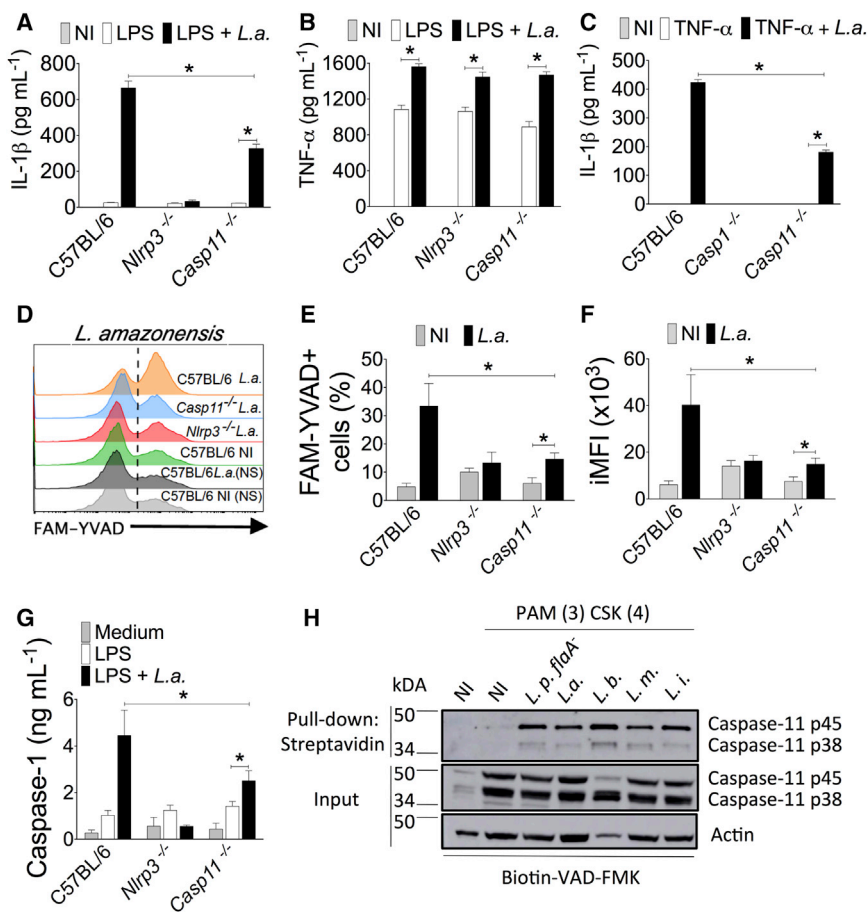 A
NI LPS LPS + L.a.
IL-1β (pg mL-1)
800
600
400
200
0
*
*
C57BL/6
Nlrp3 -/-
Casp11 -/-
B
NI LPS LPS + L.a.
TNF-α (pg mL-1)
1600
1200
800
400
0
*
*
*
C57BL/6
Nlrp3 -/-
Casp11 -/-
C
NI TNF-α TNF-α + L.a.
IL-1β (pg mL-1)
500
400
300
200
100
0
*
*
C57BL/6
Casp1 -/-
Casp11 -/-
D
L. amazonensis
C57BL/6 L.a.
Casp11-/- L.a.
Nlrp3-/- L.a.
C57BL/6 NI
C57BL/6 L.a.(NS)
C57BL/6 NI (NS)
FAM-YVAD
E
NI L.a.
FAM-YVAD+
cells (%)
50
40
30
20
10
0
*
*
C57BL/6
Nlrp3 -/-
Casp11 -/-
F
NI L.a.
iMFI (x103)
60
40
20
0
*
*
C57BL/6
Nlrp3 -/-
Casp11 -/-
G
Medium
LPS
LPS + L.a.
Caspase-1 (ng mL-1)
6
4
2
0
*
*
C57BL/6
Nlrp3 -/-
Casp11 -/-
H
PAM (3) CSK (4)
kDA NI NI L. p. flaA- L.a. L. b. L. m. L. i.
Pull-down:
Streptavidin
50
34
Caspase-11 p45
Caspase-11 p38
Input
50
34
Caspase-11 p45
Caspase-11 p38
50
Actin
Biotin-VAD-FMK